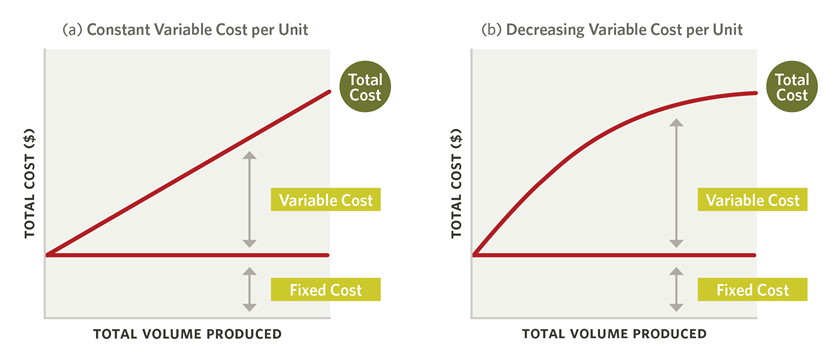 (a) Constant Variable Cost per Unit
TOTAL COST ($)
Total
Cost
Variable Cost
Fixed Cost
TOTAL VOLUME PRODUCED
(b) Decreasing Variable Cost per Unit
TOTAL COST ($)
Total
Cost
Variable Cost
Fixed Cost
TOTAL VOLUME PRODUCED